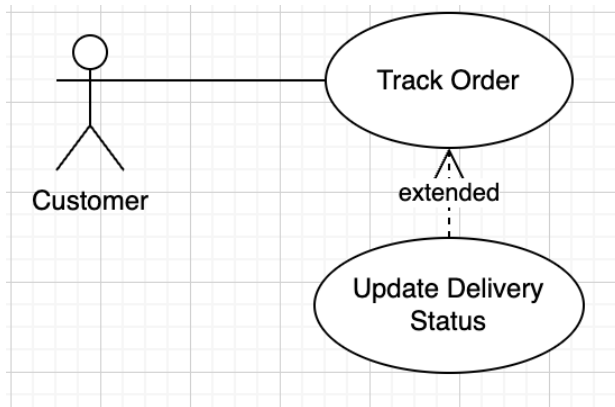 Track Order
Customer
extended
Update Delivery
Status